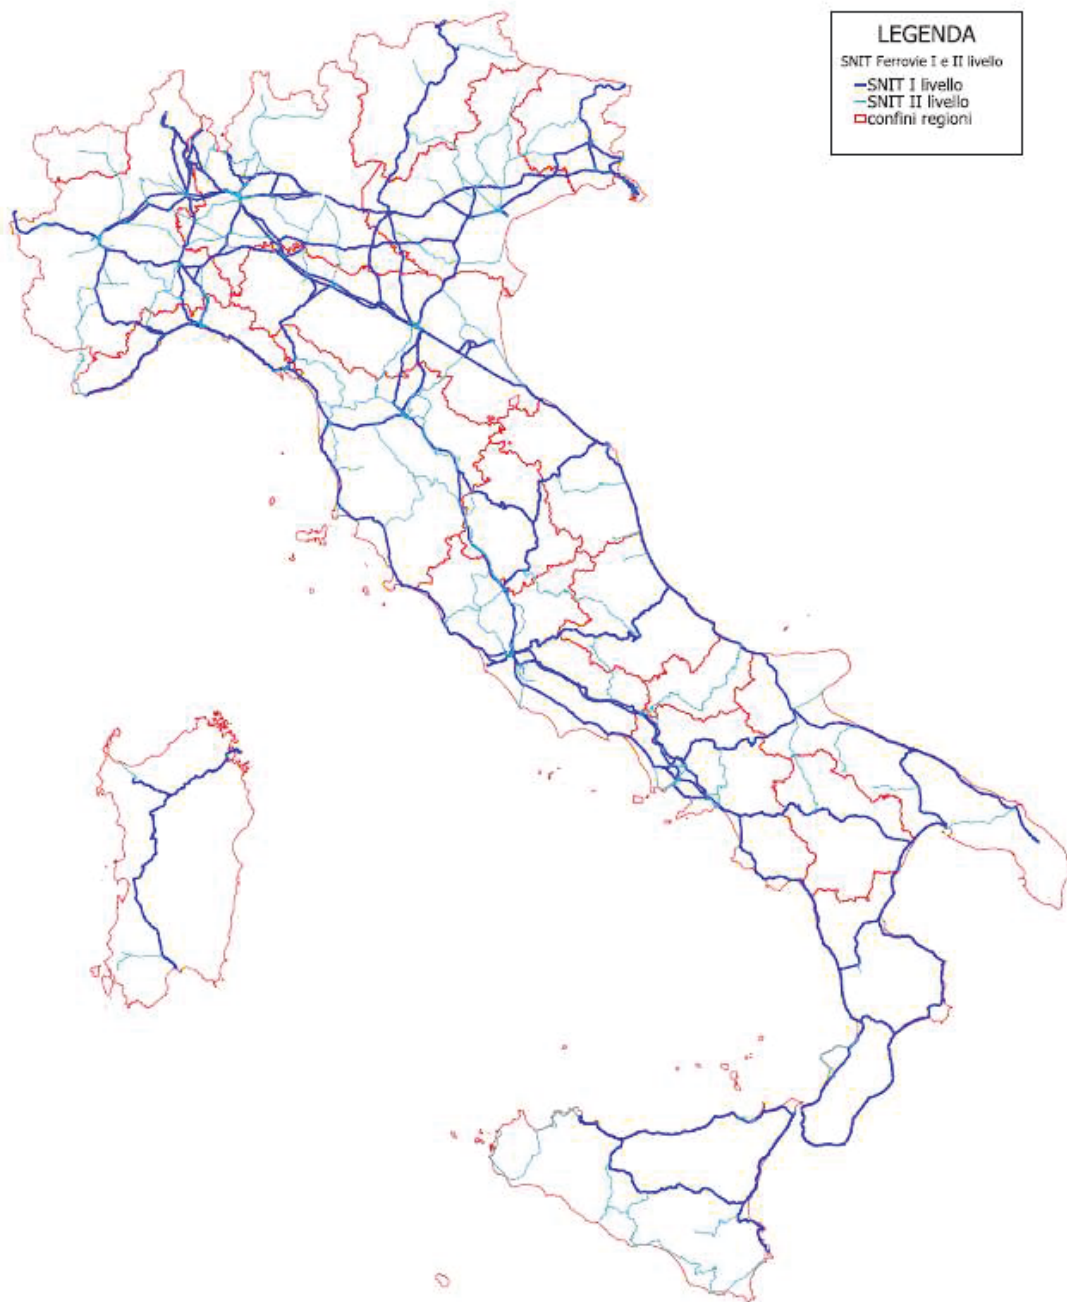 LEGENDA
SNIT Ferrovie I e II livello
SNIT I livello
SNIT II livello
confini regioni